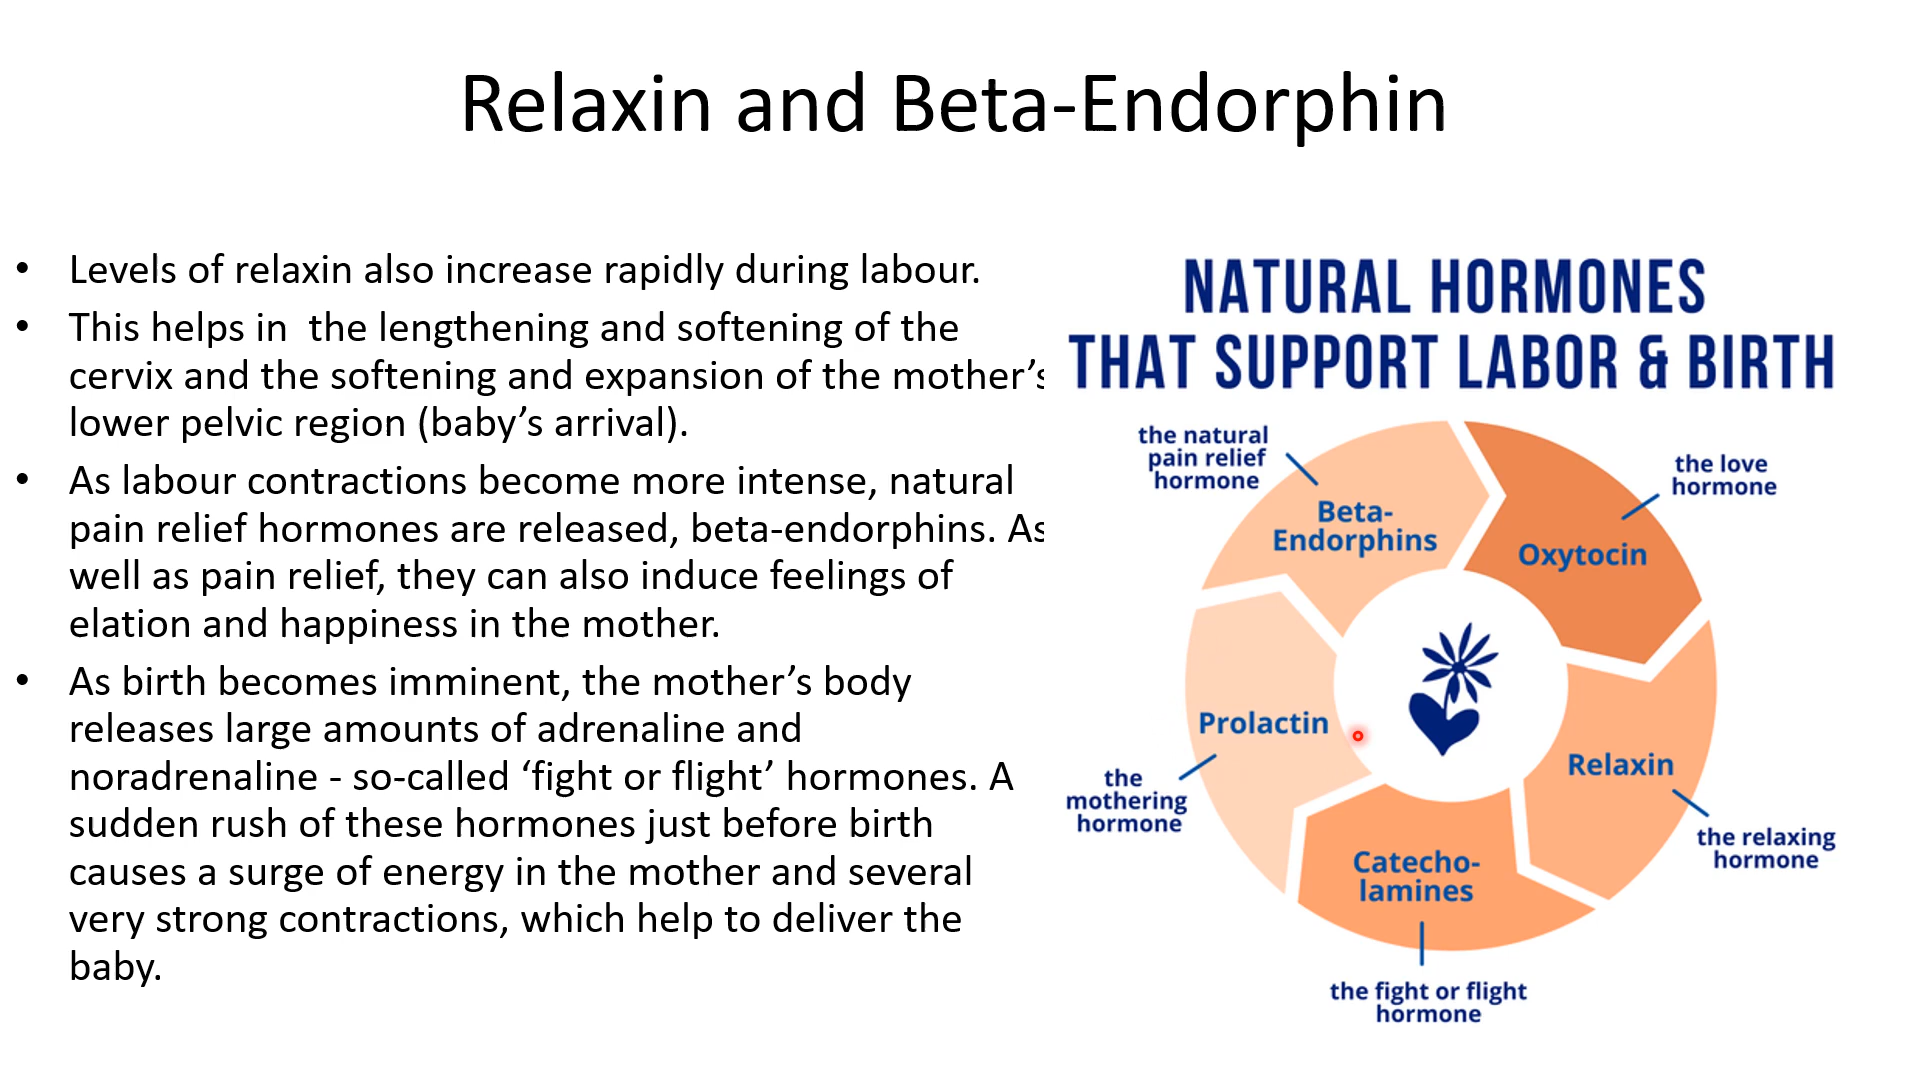 Relaxin and Beta-Endorphin
• Levels of relaxin also increase rapidly during labour.
• This helps in  the lengthening and softening of the
cervix and the softening and expansion of the mother’s
lower pelvic region (baby’s arrival).
• As labour contractions become more intense, natural
pain relief hormones are released, beta-endorphins. As
well as pain relief, they can also induce feelings of
elation and happiness in the mother.
• As birth becomes imminent, the mother’s body
releases large amounts of adrenaline and
noradrenaline - so-called ‘fight or flight’ hormones. A
sudden rush of these hormones just before birth
causes a surge of energy in the mother and several
very strong contractions, which help to deliver the
baby.
NATURAL HORMONES
THAT SUPPORT LABOR & BIRTH
the natural
pain relief
hormone
Beta-
Endorphins
the love
hormone
Oxytocin
Prolactin
the
mothering
hormone
Relaxin
the relaxing
hormone
Catecho-
lamines
the fight or flight
hormone